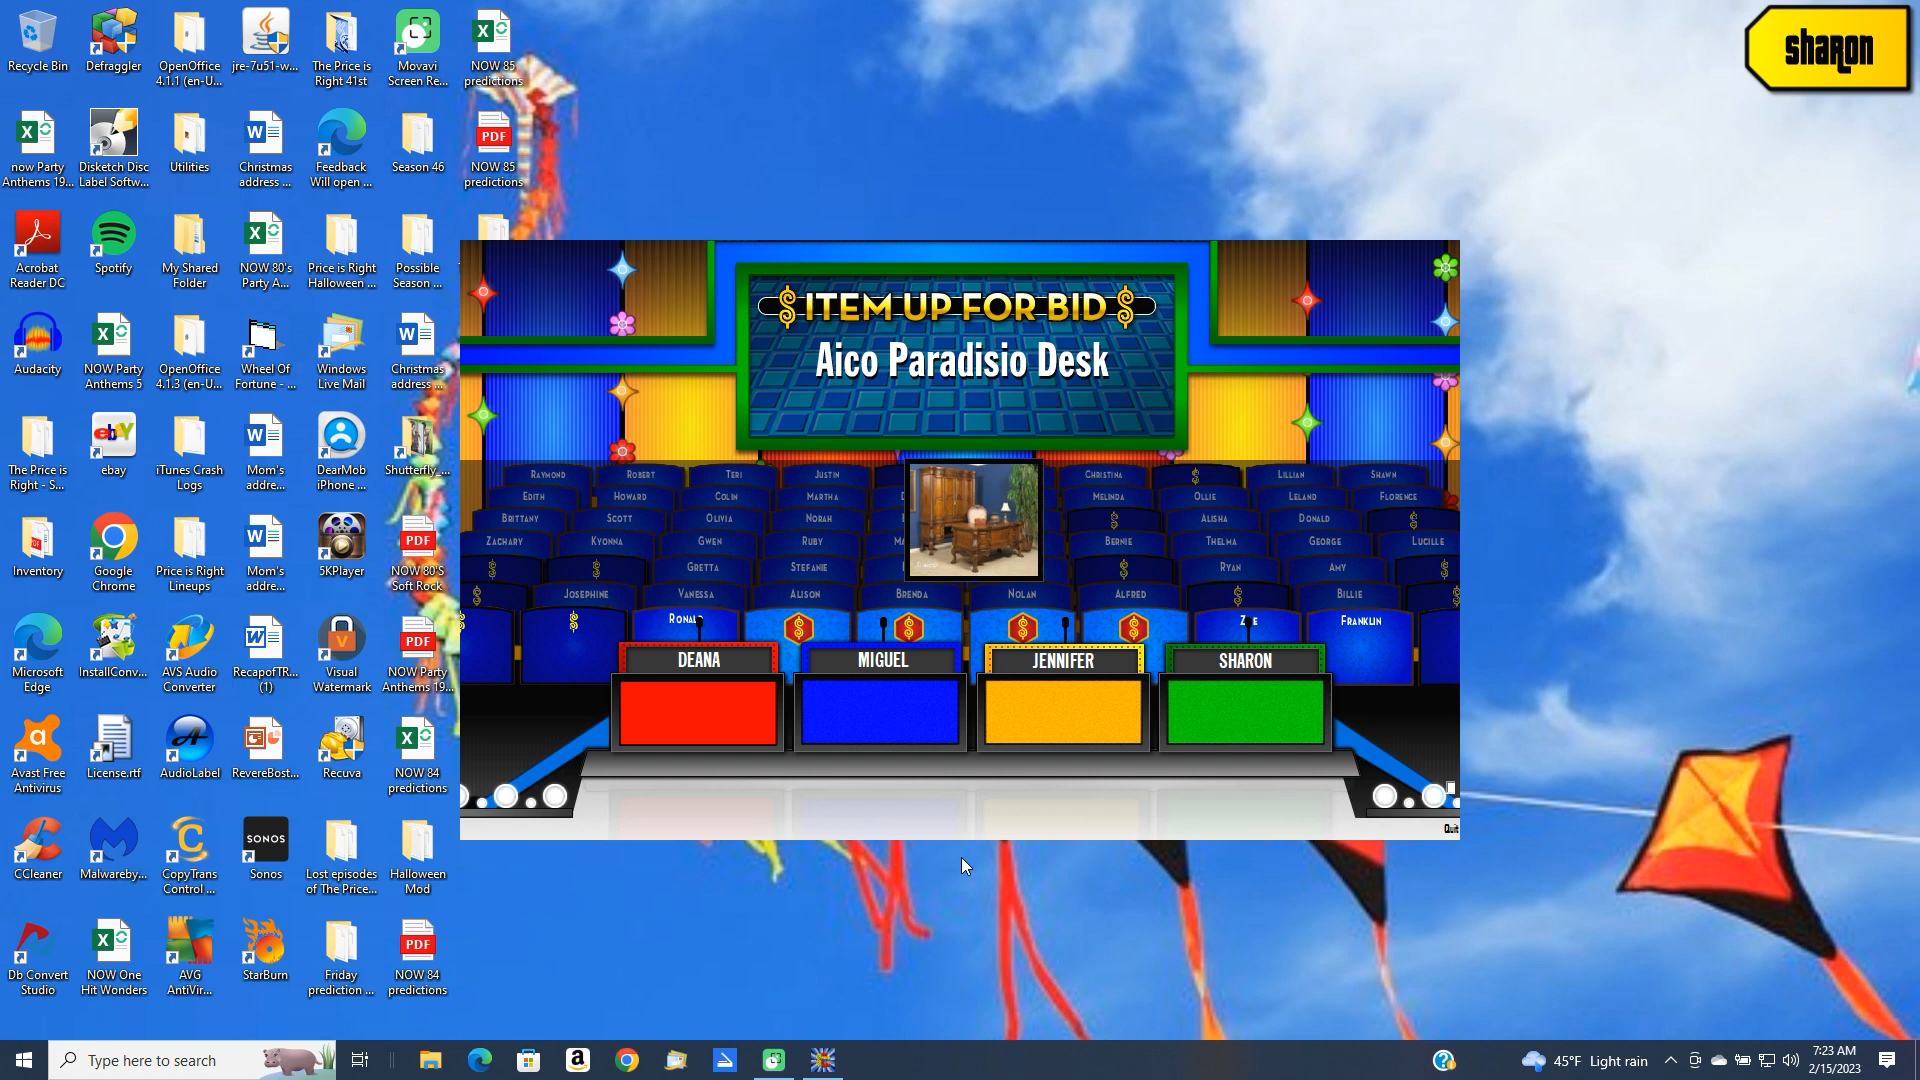 Recycle Bin
Defraggler
OpenOffice
4.1.1 (en-U...
jre-7u51-w...
The Price is
Right 41st
Movavi
Screen Re...
NOW 85
predictions
sharon
now Party
Anthems 19...
Disketch Disc
Label Softw...
Utilities
Christmas
address ...
Feedback
Will open ...
Season 46
PDF
NOW 85
predictions
Acrobat
Reader DC
Spotify
My Shared
Folder
NOW 80's
Party A...
Price is Right
Halloween ...
Possible
Season ...
Audacity
NOW Party
Anthems 5
OpenOffice
4.1.3 (en-U...
Wheel Of
Fortune - ...
Windows
Live Mail
Christmas
address ...
The Price is
Right - S...
ebay
ebay
iTunes Crash
Logs
Mom's
addre...
DearMob
iPhone ...
Shutterfly_...
Inventory
Google
Chrome
Price is Right
Lineups
Mom's
addre...
5KPlayer
PDF
NOW 80'S
Soft Rock
Microsoft
Edge
InstallConv...
AVS Audio
Converter
RecapofTR...
(1)
Visual
Watermark
PDF
NOW Party
Anthems 19...
Avast Free
Antivirus
License.rtf
AudioLabel
RevereBost...
Recuva
NOW 84
predictions
CCleaner
Malwareby...
CopyTrans
Control ...
SONOS
Sonos
Lost episodes
of The Price...
Halloween
Mod
Db Convert
Studio
NOW One
Hit Wonders
AVG
AntiVir...
StarBurn
Friday
prediction ...
PDF
NOW 84
predictions
$ ITEM UP FOR BID $
Aico Paradisio Desk
RAYMOND ROBERT TERI JUSTIN CHRISTINA $ LILLIAN SHAWN
EDITH HOWARD COLIN MARTHA MELINDA OLLIE LELAND FLORENCE
BRITTANY SCOTT OLIVIA NORAH $ ALISHA DONALD $
ZACHARY KYONNA GWEN RUBY BERNIE THELMA GEORGE LUCILLE
$ $ GRETTA STEFANIE $ RYAN AMY $
$ JOSEPHINE VANESSA ALISON BRENDA NOLAN ALFRED $ BILLIE $
$ $ $ $ $ $ FRANKLIN
DEANA MIGUEL JENNIFER SHARON
Quit
Type here to search
45°F Light rain
7:23 AM
2/15/2023